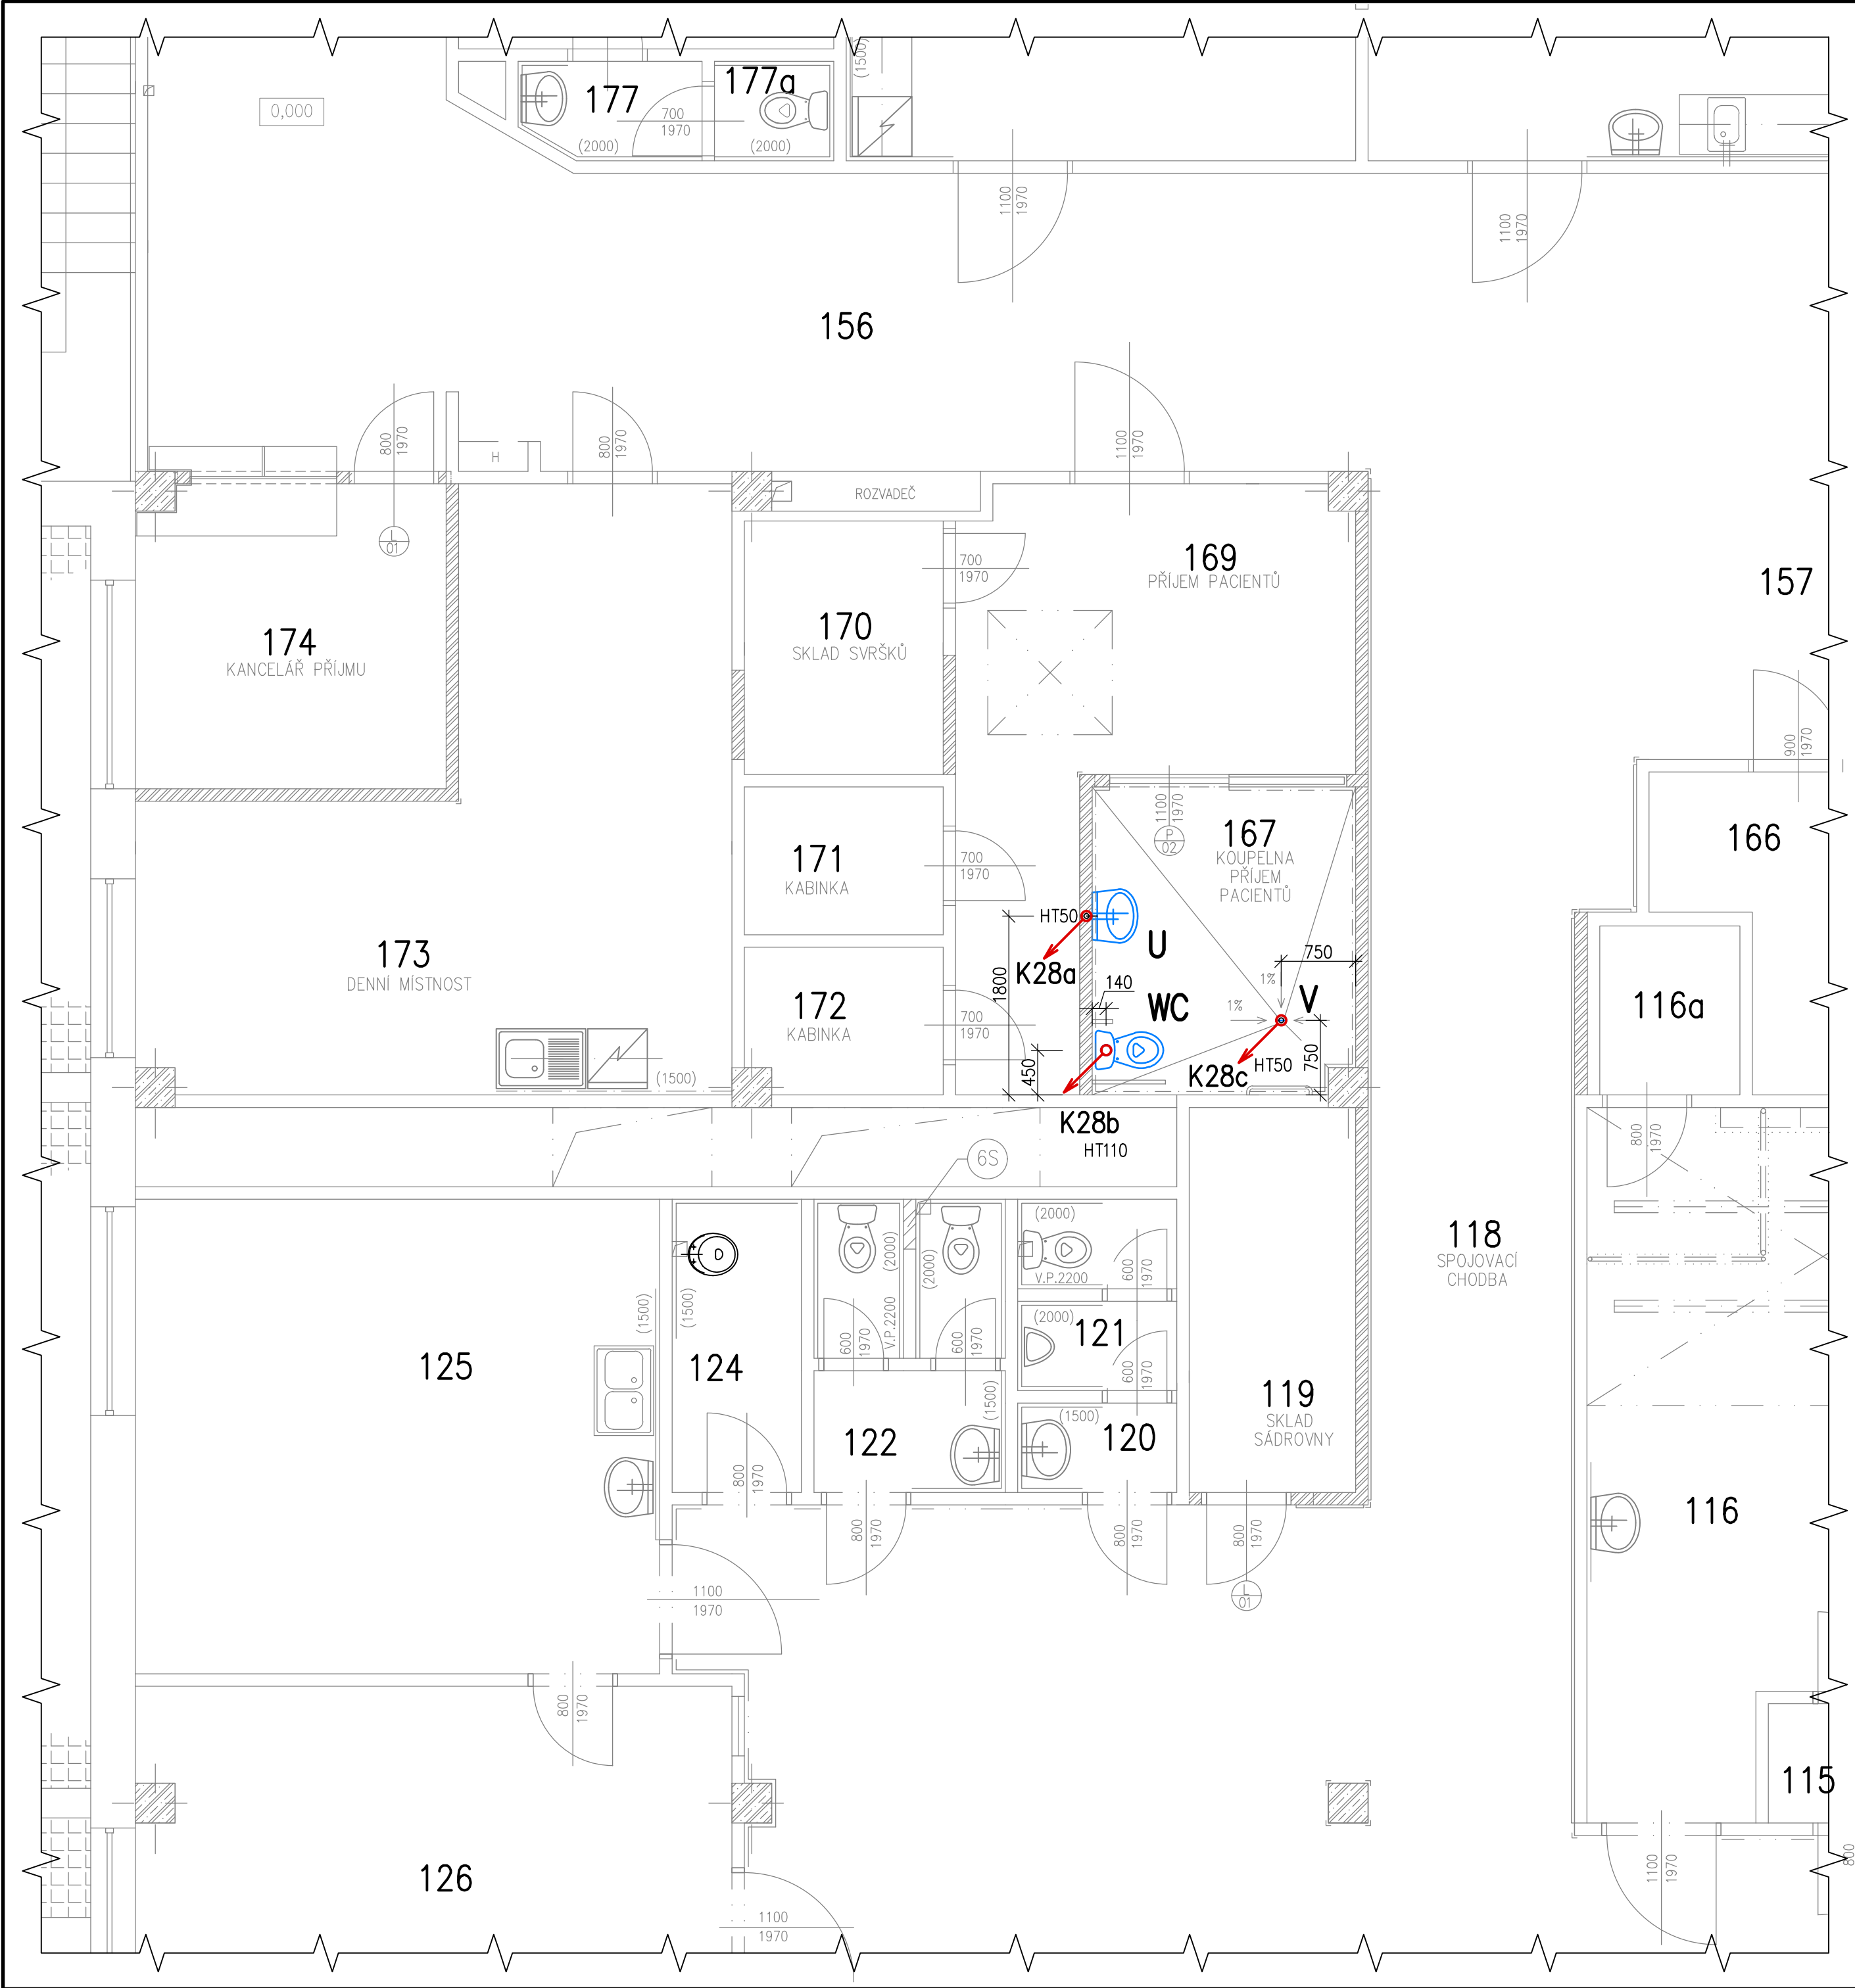 (1500)
177
177a
0,000
700
1970
(2000)
(2000)
1100
1970
1100
1970
156
800
1970
H
800
1970
1100
1970
ROZVADEČ
L
01
700
1970
169
PŘÍJEM PACIENTŮ
157
174
KANCELÁŘ PŘÍJMU
170
SKLAD SVRŠKŮ
900
1970
1100
1970
P
02
167
KOUPELNA
PŘÍJEM
PACIENTŮ
166
171
KABINKA
700
1970
HT50
U
K28a
750
173
DENNÍ MÍSTNOST
1800
140
1%
172
KABINKA
WC
V
1%
116a
700
1970
450
750
HT50
K28c
(1500)
K28b
HT110
800
1970
6S
(2000)
(2000)
(2000)
V.P.2200
600
1970
118
SPOJOVACÍ
CHODBA
(1500)
(1500)
V.P.2200
(2000)
121
600
1970
600
1970
600
1970
125
124
119
SKLAD
SÁDROVNY
(1500)
(1500)
122
120
800
1970
116
800
1970
800
1970
800
1970
L
01
1100
1970
800
1970
115
126
1100
1970
800
1100
1970